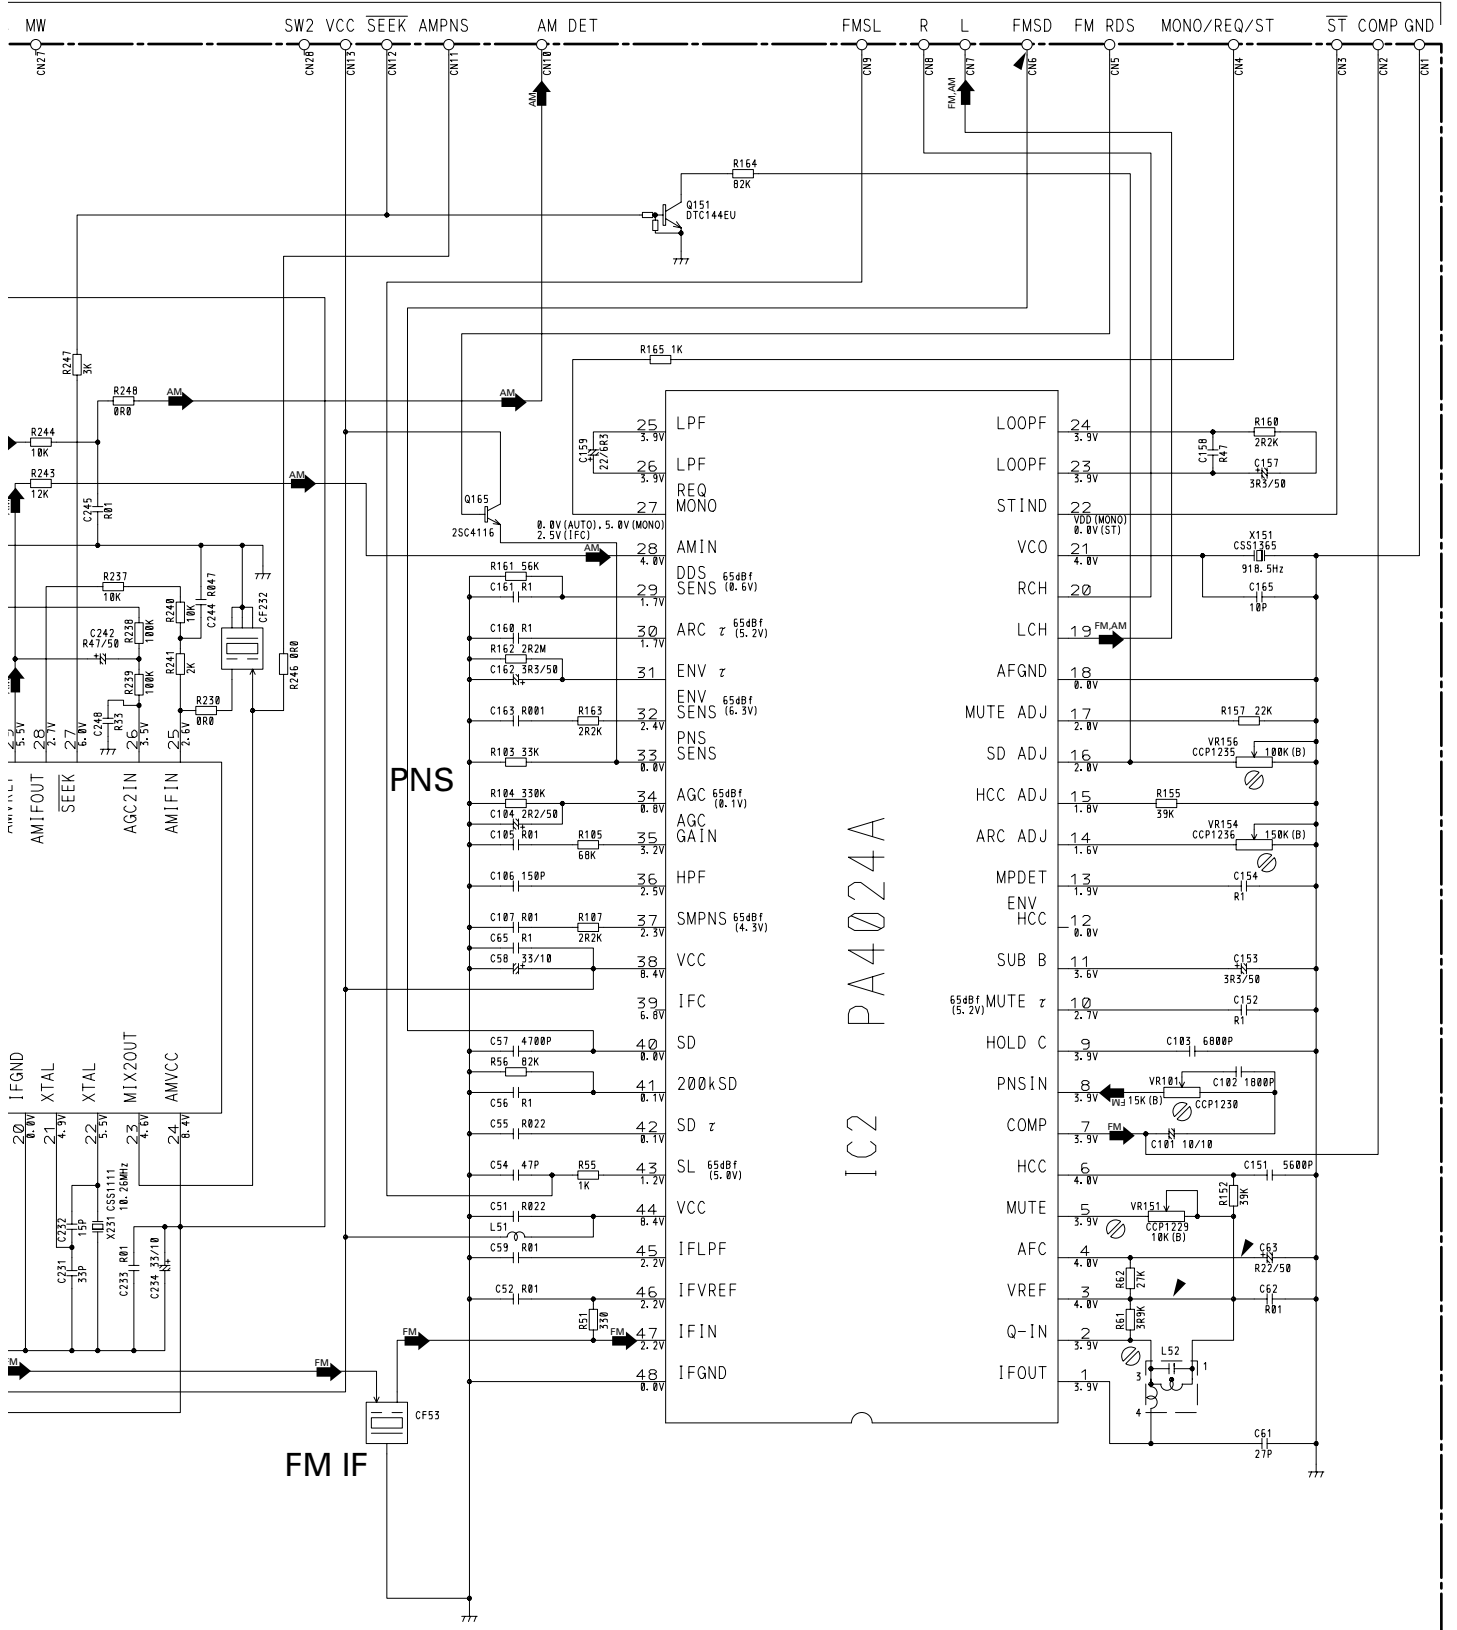 MW SW2 VCC SEEK AMPNS AM DET FMSL R L FMSD FM RDS MONO/REQ/ST ST COMP GND
CN27 CN28 CN13 CN12 CN11 CN10 CN9 CN8 CN7 CN6 CN5 CN4 CN3 CN2 CN1
AM
FM,AM
R164
82K
Q151
DTC144EU
R165 1K
R247
3K
R248
0R0
AM
AM
R244
10K
R243
12K
AM
C245
R01
Q165
2SC4116
C159
22/6R3
0.0V(AUTO), 5.0V(MONO)
2.5V(IFC)
AM
R237
10K
R240
10K
C244 R047
CF232
C242
R47/50
R238
100K
R239
100K
R241
2K
R230
0R0
R246 0R0
C248
R33
5.5V
28
2.7V
27
6.0V
26
3.5V
25
2.6V
AMIFOUT
SEEK
AGC2IN
AMIFIN
IFGND
XTAL
XTAL
MIX2OUT
AMVCC
20
0.0V
21
4.9V
22
5.5V
23
4.6V
24
8.4V
C232
15P
C231
33P
X231 CSS1111
10.26MHz
C233 R01
C234 33/10
FM
FM
FM
CF53
FM IF
PNS
R161 56K
C161 R1
C160 R1
R162 2R2M
C162 3R3/50
C163 R001
R163
2R2K
R103 33K
R104 330K
C104 2R2/50
C105 R01
R105
68K
C106 150P
C107 R01
R107
2R2K
C65 R1
C58 33/10
C57 4700P
R56 82K
C56 R1
C55 R022
C54 47P
R55
1K
C51 R022
L51
C59 R01
C52 R01
R51
330
FM
25 LPF
3.9V
26 LPF
3.9V
27 REQ MONO
28 AMIN
4.0V
29 DDS SENS 65dBf (0.6V)
1.7V
30 ARC τ 65dBf (5.2V)
1.7V
31 ENV τ
32 ENV SENS 65dBf (6.3V)
2.4V
33 PNS SENS
0.0V
34 AGC 65dBf (0.1V)
0.8V
35 AGC GAIN
3.2V
36 HPF
2.5V
37 SMPNS 65dBf (4.3V)
2.3V
38 VCC
8.4V
39 IFC
6.8V
40 SD
0.0V
41 200kSD
0.1V
42 SD τ
0.1V
43 SL 65dBf (5.0V)
1.2V
44 VCC
8.4V
45 IFLPF
2.2V
46 IFVREF
2.2V
47 IFIN
2.2V
48 IFGND
0.0V
PA4024A
IC2
LOOPF 24
3.9V
LOOPF 23
3.9V
STIND 22
VDD(MONO)
0.0V(ST)
VCO 21
4.0V
RCH 20
LCH 19
FM,AM
AFGND 18
0.0V
MUTE ADJ 17
2.0V
SD ADJ 16
2.0V
HCC ADJ 15
1.8V
ARC ADJ 14
1.6V
MPDET 13
1.9V
ENV HCC 12
0.0V
SUB B 11
3.6V
65dBf (5.2V) MUTE τ 10
2.7V
HOLD C 9
3.9V
PNSIN 8
3.9V
COMP 7
3.9V
HCC 6
4.0V
MUTE 5
3.9V
AFC 4
4.0V
VREF 3
4.0V
Q-IN 2
3.9V
IFOUT 1
3.9V
R160
2R2K
C158
R47
C157
3R3/50
X151
CSS1365
918.5Hz
C165
10P
R157 22K
VR156
CCP1235 100K(B)
R155
39K
VR154
CCP1236 150K(B)
C154
R1
C153
3R3/50
C152
R1
C103 6800P
VR101
C102 1800P
FM 15K(B)
CCP1230
FM
C101 10/10
C151 5600P
R152
39K
VR151
CCP1229
10K(B)
C63
R22/50
R62
27K
C62
R01
R61
3R9K
L52
1
3
4
C61
27P